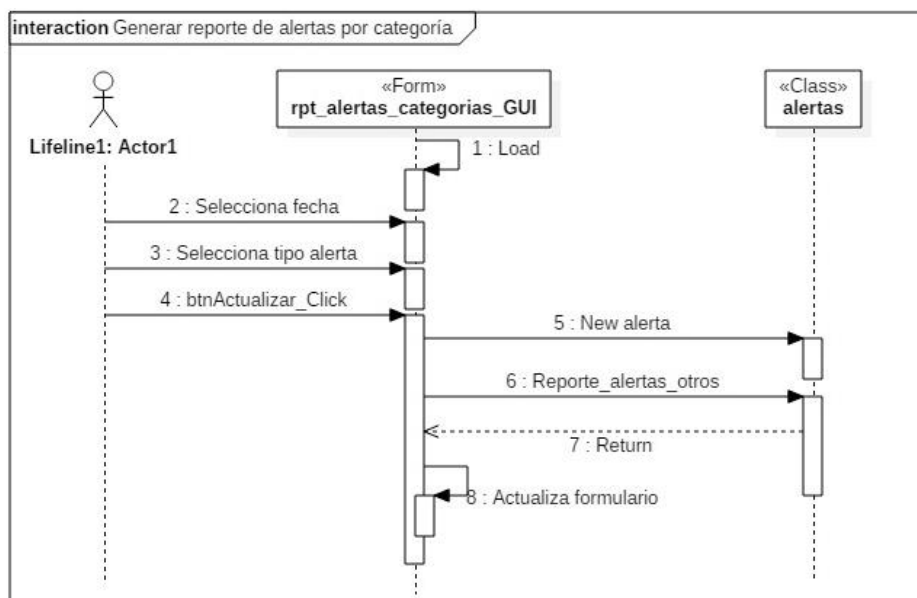 interaction Generar reporte de alertas por categoría
«Form»
rpt_alertas_categorias_GUI
«Class»
alertas
Lifeline1: Actor1
1 : Load
2 : Selecciona fecha
3 : Selecciona tipo alerta
4 : btnActualizar_Click
5 : New alerta
6 : Reporte_alertas_otros
7 : Return
8 : Actualiza formulario